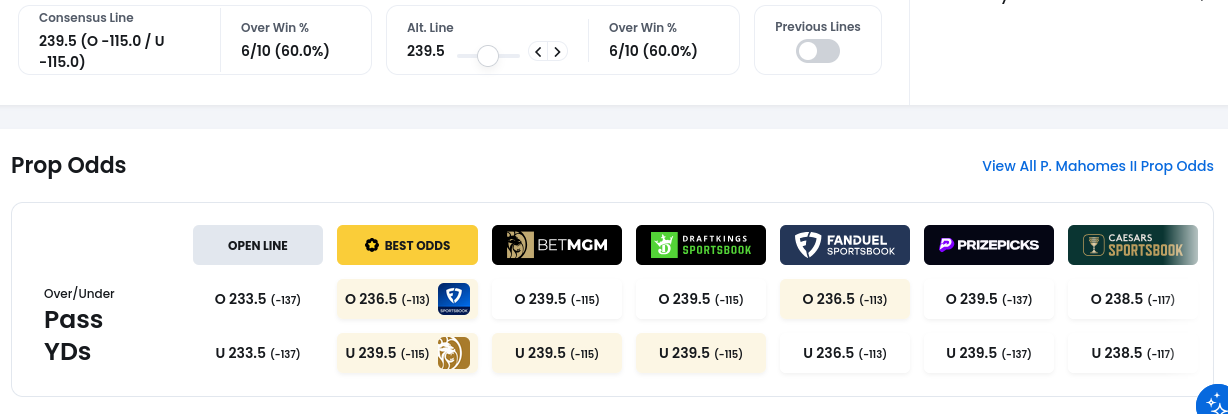 Consensus Line
239.5 (O -115.0 / U
-115.0)
Over Win %
6/10 (60.0%)
Alt. Line
239.5
Over Win %
6/10 (60.0%)
Previous Lines
Prop Odds
View All P. Mahomes II Prop Odds
OPEN LINE
BEST ODDS
BETMGM
DRAFTKINGS
SPORTSBOOK
FANDUEL
SPORTSBOOK
PRIZEPICKS
CAESARS
SPORTSBOOK
Over/Under
Pass
YDs
O 233.5 (-137)
O 236.5 (-113)
SPORTSBOOK
O 239.5 (-115)
O 239.5 (-115)
O 236.5 (-113)
O 239.5 (-137)
O 238.5 (-117)
U 233.5 (-137)
U 239.5 (-115)
U 239.5 (-115)
U 239.5 (-115)
U 236.5 (-113)
U 239.5 (-137)
U 238.5 (-117)